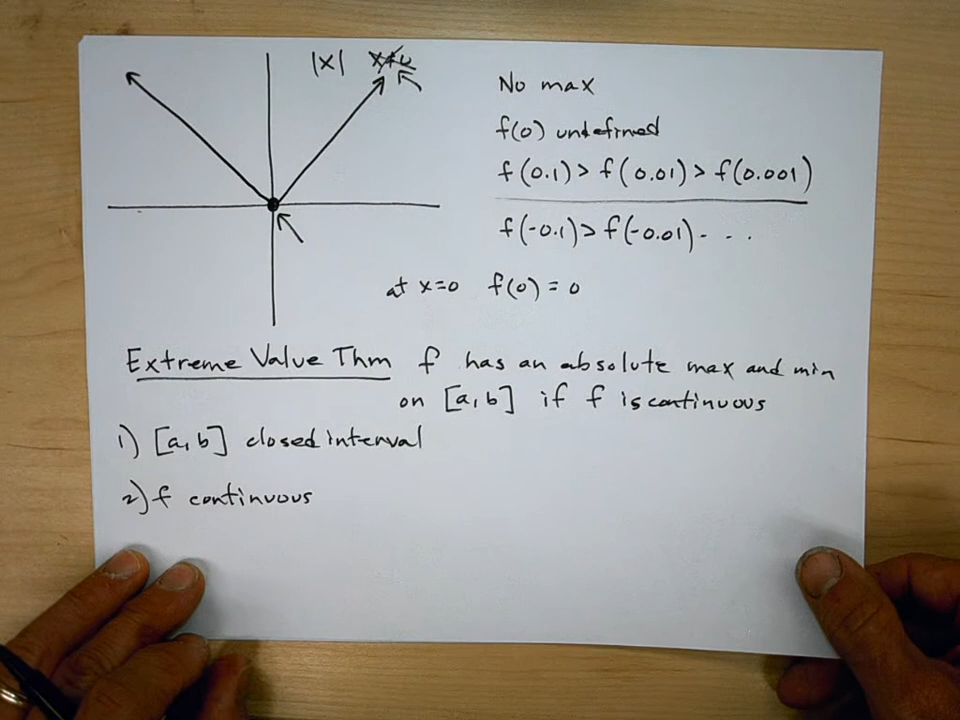 |x| x≠0
No max
f(0) undefined
f(0.1) > f(0.01) > f(0.001)
f(-0.1) > f(-0.01) - - -
at x=0 f(0) = 0
Extreme Value Thm f has an absolute max and min
on [a,b] if f is continuous
1) [a,b] closed interval
2) f continuous